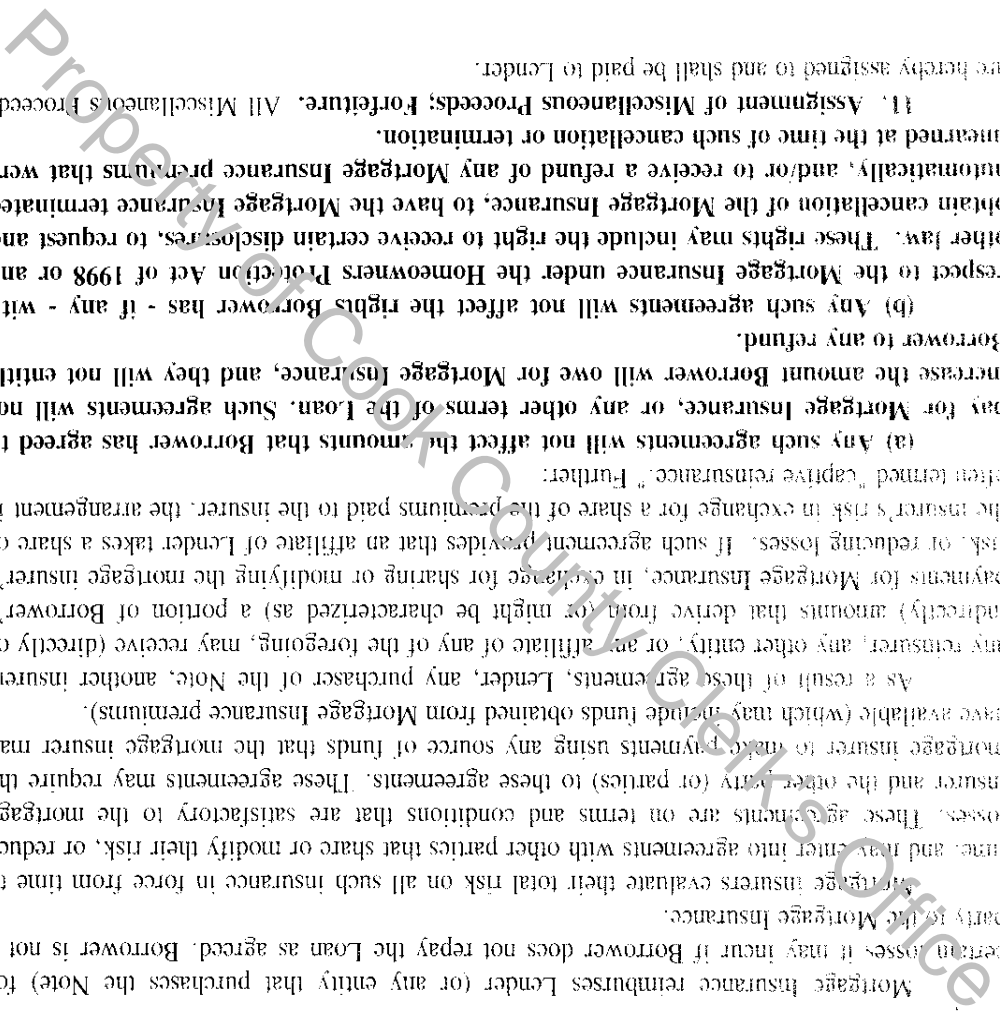 Mortgage Insurance reimburses Lender (or any entity that purchases the Note) fo
certain losses it may incur if Borrower does not repay the Loan as agreed. Borrower is not
party to the Mortgage Insurance.
Mortgage insurers evaluate their total risk on all such insurance in force from time t
time, and may enter into agreements with other parties that share or modify their risk, or reduc
osses. These agreements are on terms and conditions that are satisfactory to the mortgag
nsurer and the other party (or parties) to these agreements. These agreements may require th
mortgage insurer to make payments using any source of funds that the mortgage insurer ma
have available (which may include funds obtained from Mortgage Insurance premiums).
As a result of these agreements, Lender, any purchaser of the Note, another insurer
any reinsurer, any other entity, or any affiliate of any of the foregoing, may receive (directly o
ndirectly) amounts that derive from (or might be characterized as) a portion of Borrower'
payments for Mortgage Insurance, in exchange for sharing or modifying the mortgage insurer'
risk, or reducing losses. If such agreement provides that an affiliate of Lender takes a share o
he insurer's risk in exchange for a share of the premiums paid to the insurer, the arrangement i
often termed "captive reinsurance." Further:
(a) Any such agreements will not affect the amounts that Borrower has agreed t
pay for Mortgage Insurance, or any other terms of the Loan. Such agreements will no
ncrease the amount Borrower will owe for Mortgage Insurance, and they will not entitl
Borrower to any refund.
(b) Any such agreements will not affect the rights Borrower has - if any - wit
respect to the Mortgage Insurance under the Homeowners Protection Act of 1998 or an
other law. These rights may include the right to receive certain disclosures, to request an
obtain cancellation of the Mortgage Insurance, to have the Mortgage Insurance terminate
automatically, and/or to receive a refund of any Mortgage Insurance premiums that wer
unearned at the time of such cancellation or termination.
11. Assignment of Miscellaneous Proceeds; Forfeiture. All Miscellaneous Proceed
are hereby assigned to and shall be paid to Lender.
Property of Cook County Clerk's Office